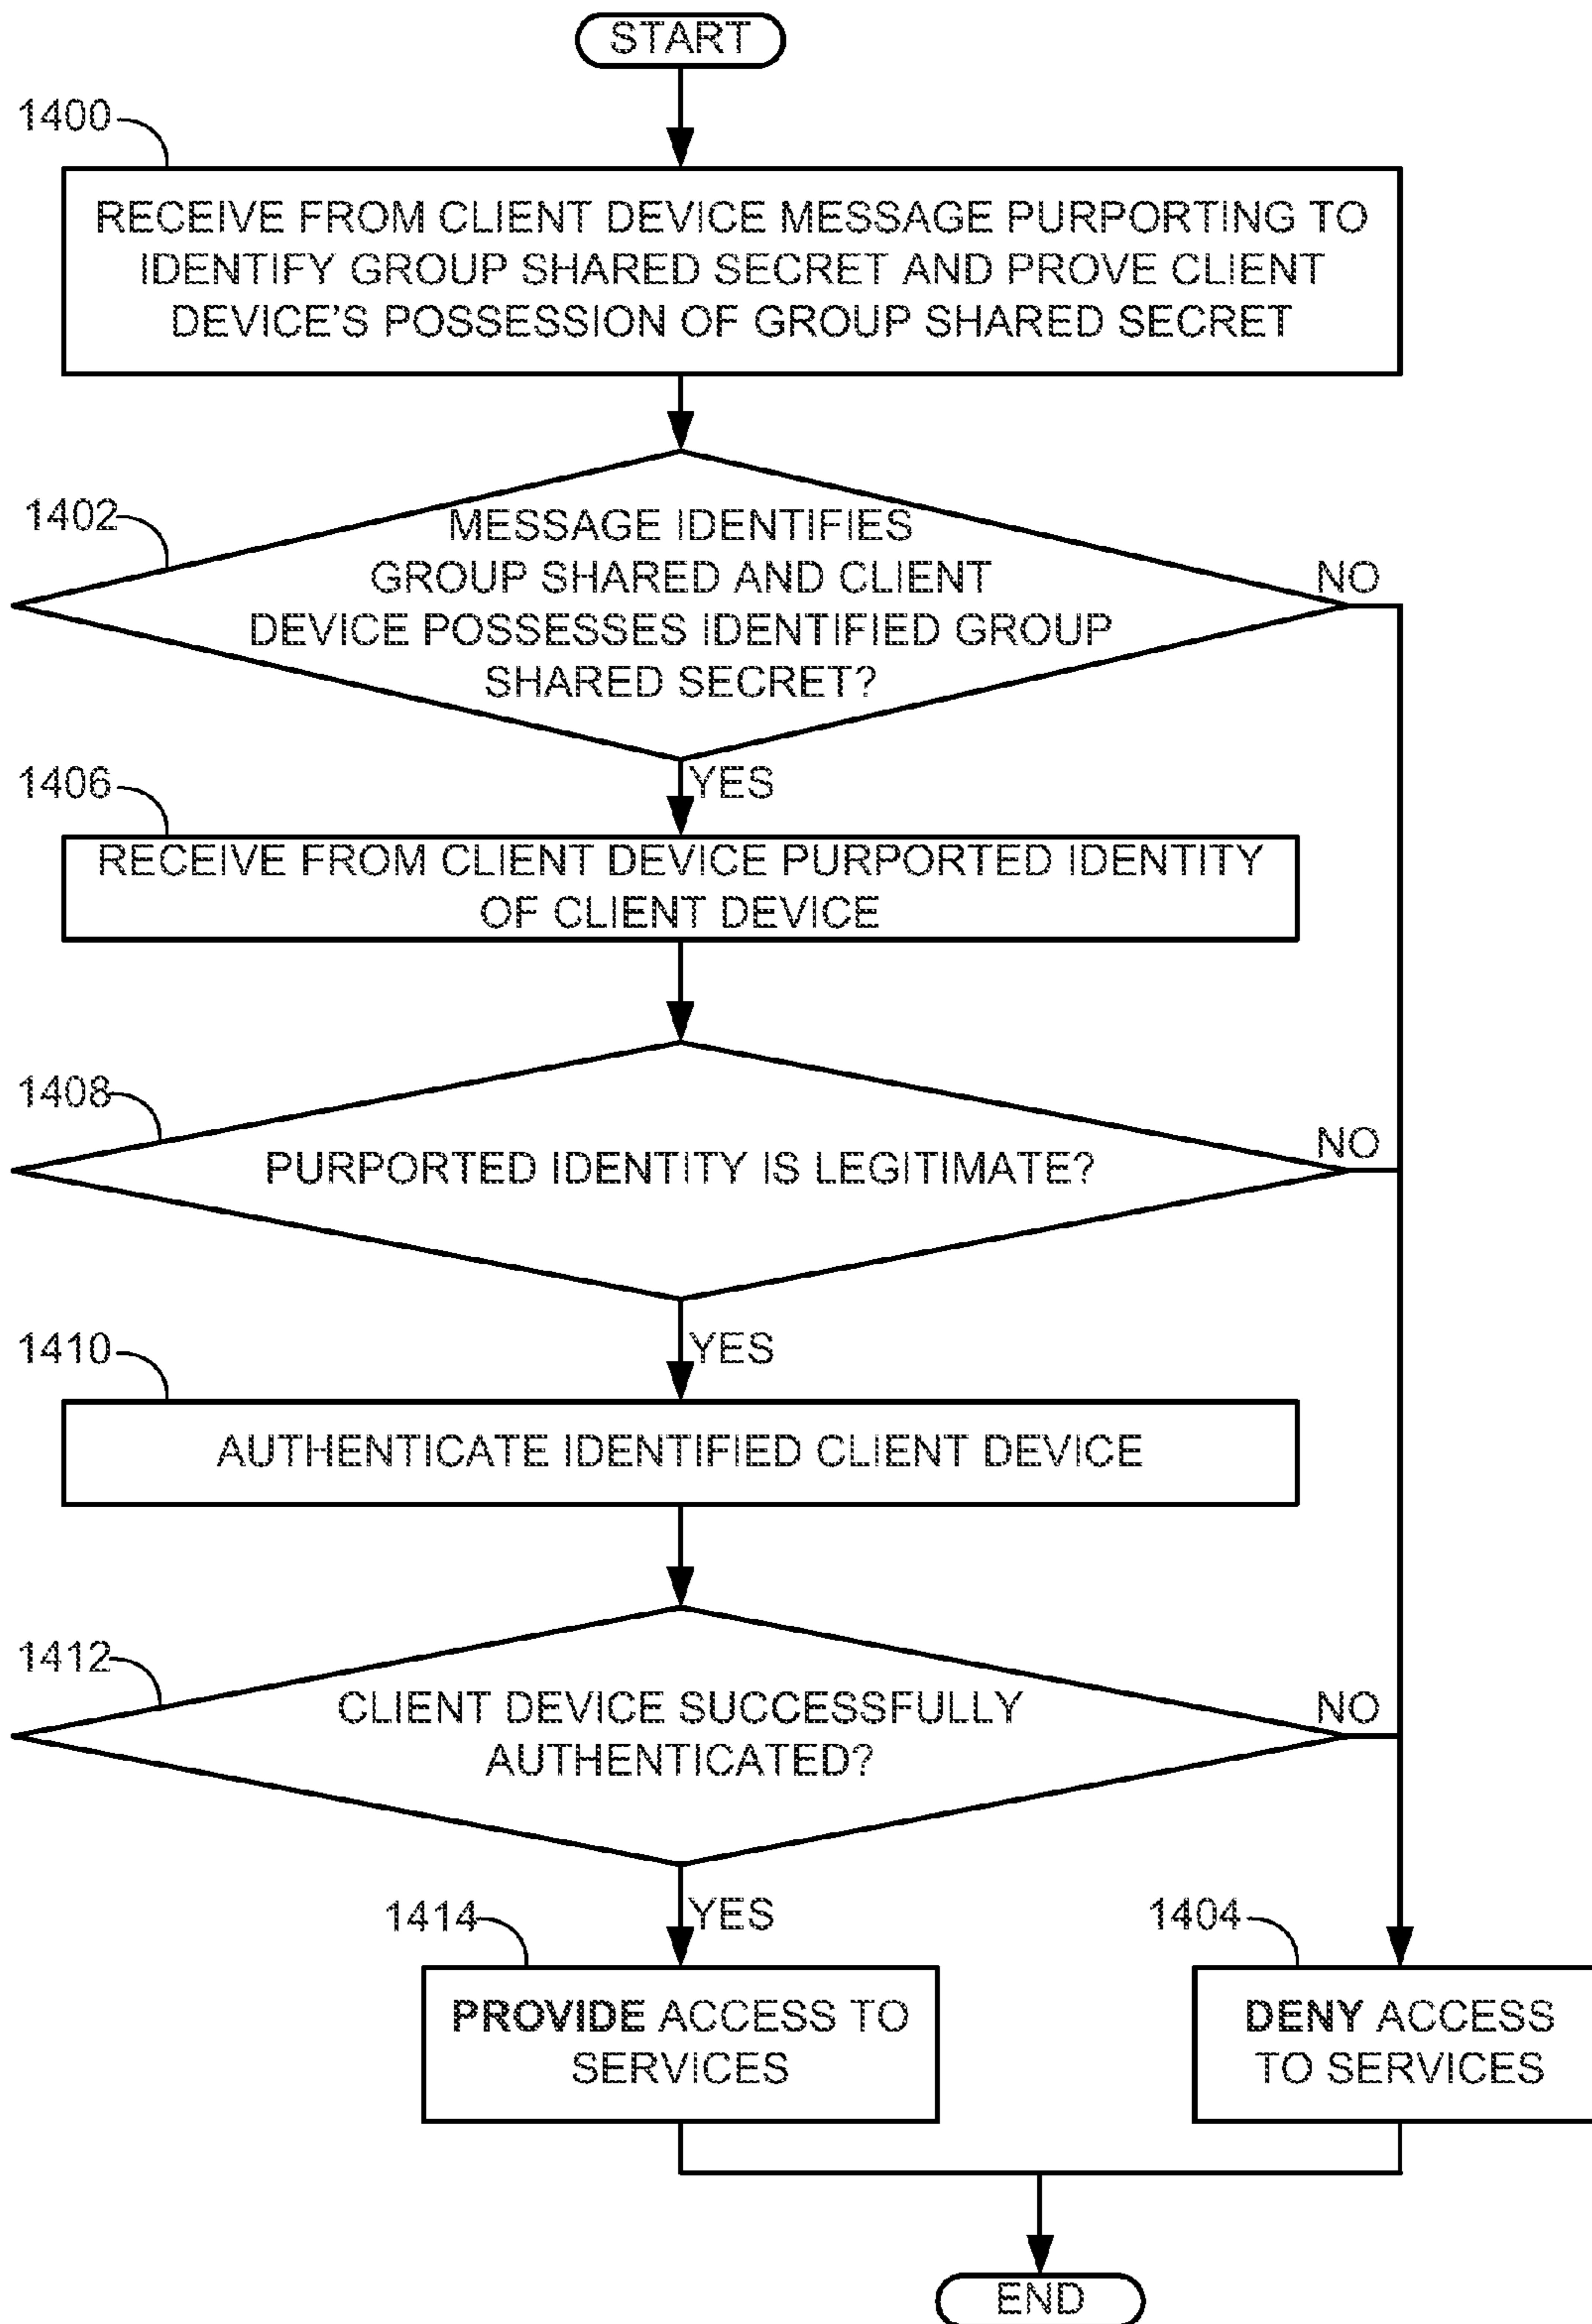 START
1400
RECEIVE FROM CLIENT DEVICE MESSAGE PURPORTING TO
IDENTIFY GROUP SHARED SECRET AND PROVE CLIENT
DEVICE'S POSSESSION OF GROUP SHARED SECRET
1402
MESSAGE IDENTIFIES
GROUP SHARED AND CLIENT
DEVICE POSSESSES IDENTIFIED GROUP
SHARED SECRET?
NO
YES
1406
RECEIVE FROM CLIENT DEVICE PURPORTED IDENTITY
OF CLIENT DEVICE
1408
PURPORTED IDENTITY IS LEGITIMATE?
NO
YES
1410
AUTHENTICATE IDENTIFIED CLIENT DEVICE
1412
CLIENT DEVICE SUCCESSFULLY
AUTHENTICATED?
NO
YES
1414
PROVIDE ACCESS TO
SERVICES
1404
DENY ACCESS
TO SERVICES
END